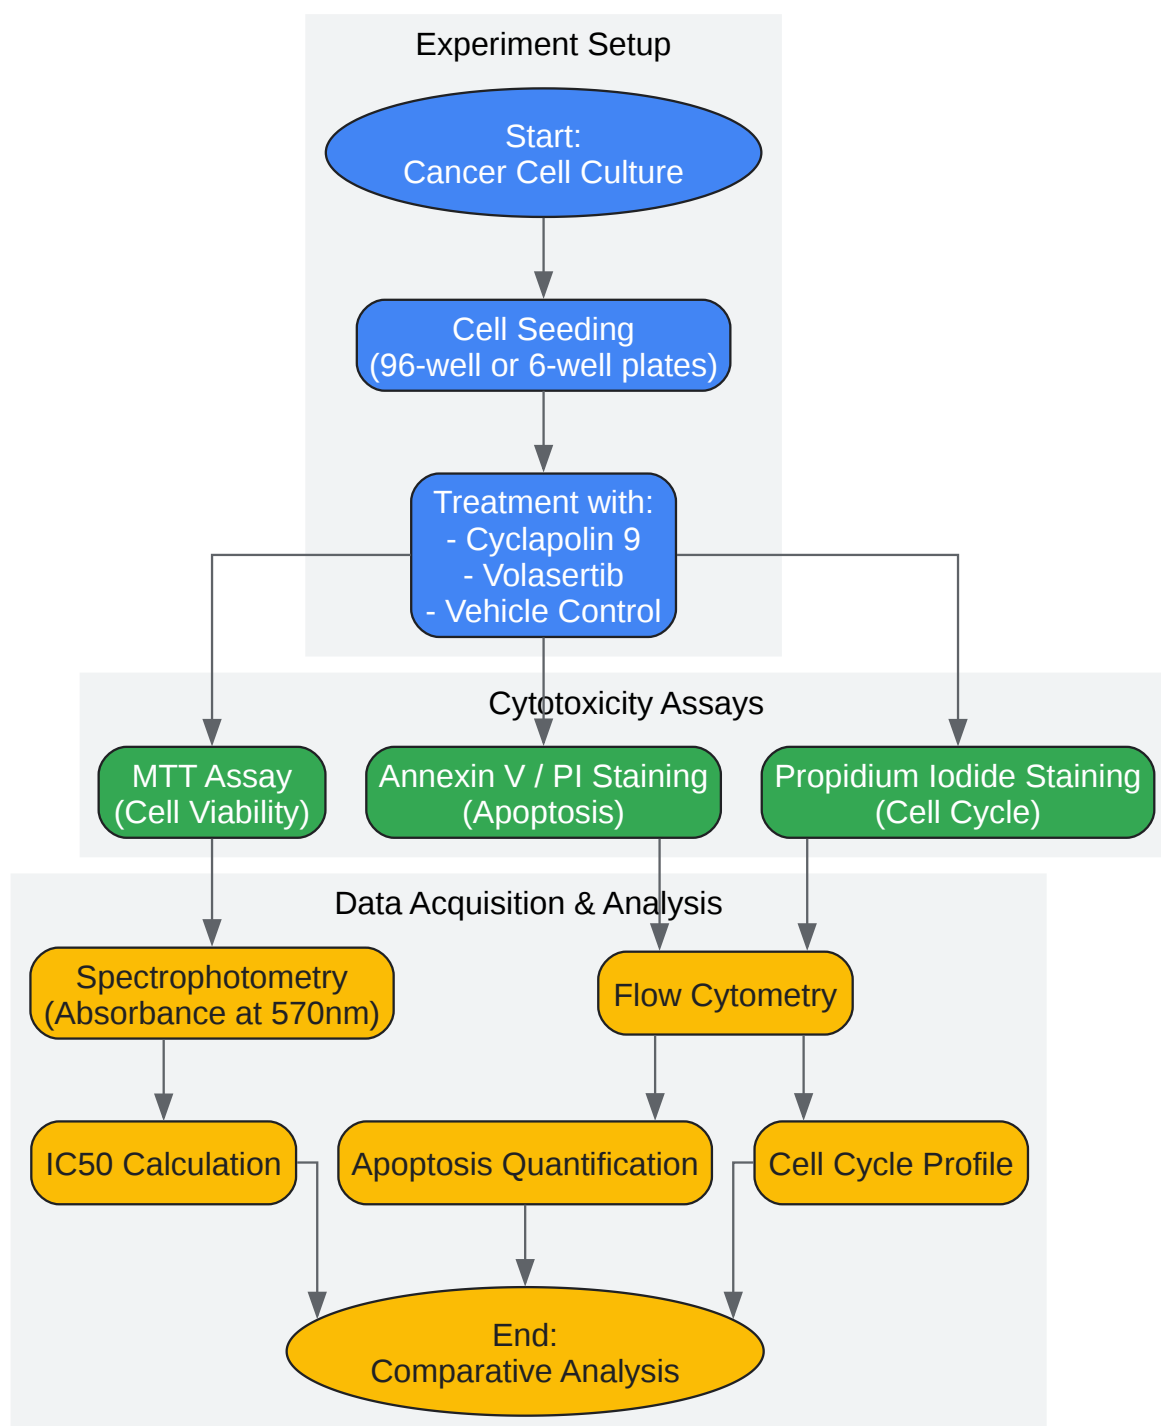 Experiment Setup
Start:
Cancer Cell Culture
Cell Seeding
(96-well or 6-well plates)
Treatment with:
- Cyclapolin 9
- Volasertib
- Vehicle Control
Cytotoxicity Assays
MTT Assay
(Cell Viability)
Annexin V / PI Staining
(Apoptosis)
Propidium Iodide Staining
(Cell Cycle)
Data Acquisition & Analysis
Spectrophotometry
(Absorbance at 570nm)
Flow Cytometry
IC50 Calculation
Apoptosis Quantification
Cell Cycle Profile
End:
Comparative Analysis